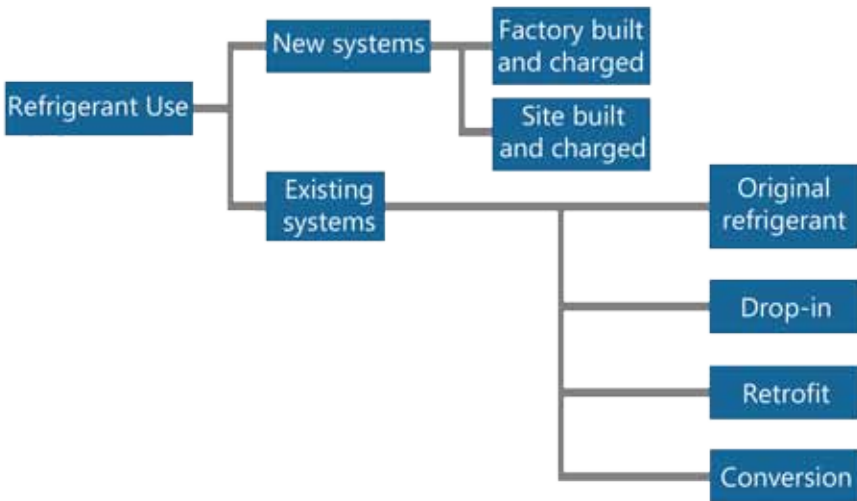 Refrigerant Use
New systems
Factory built
and charged
Site built
and charged
Existing
systems
Original
refrigerant
Drop-in
Retrofit
Conversion